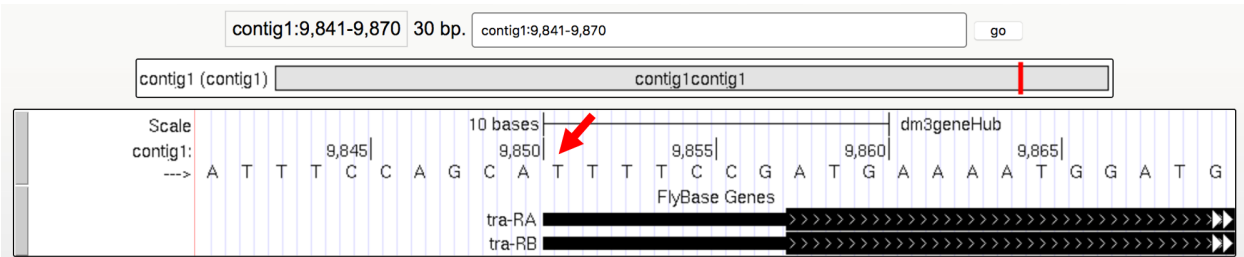 contig1:9,841-9,870 30 bp. contig1:9,841-9,870 go
contig1 (contig1) contig1contig1
Scale 10 bases dm3geneHub
contig1: 9,845 9,850 9,855 9,860 9,865
---> A T T T C C A G C A T T T T C C G A T G A A A A T G G A T G
FlyBase Genes
tra-RA
tra-RB